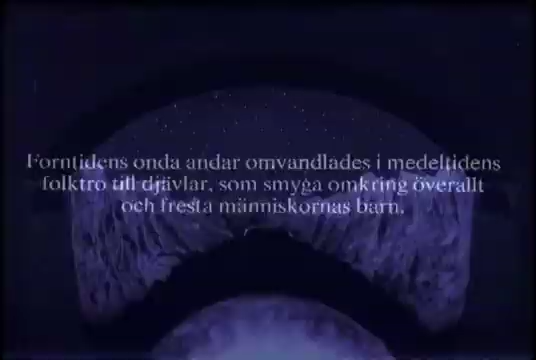 Forntidens onda andar omvandlades i medeltidens
folktro till djävlar, som smyga omkring överallt
och fresta människornas barn.